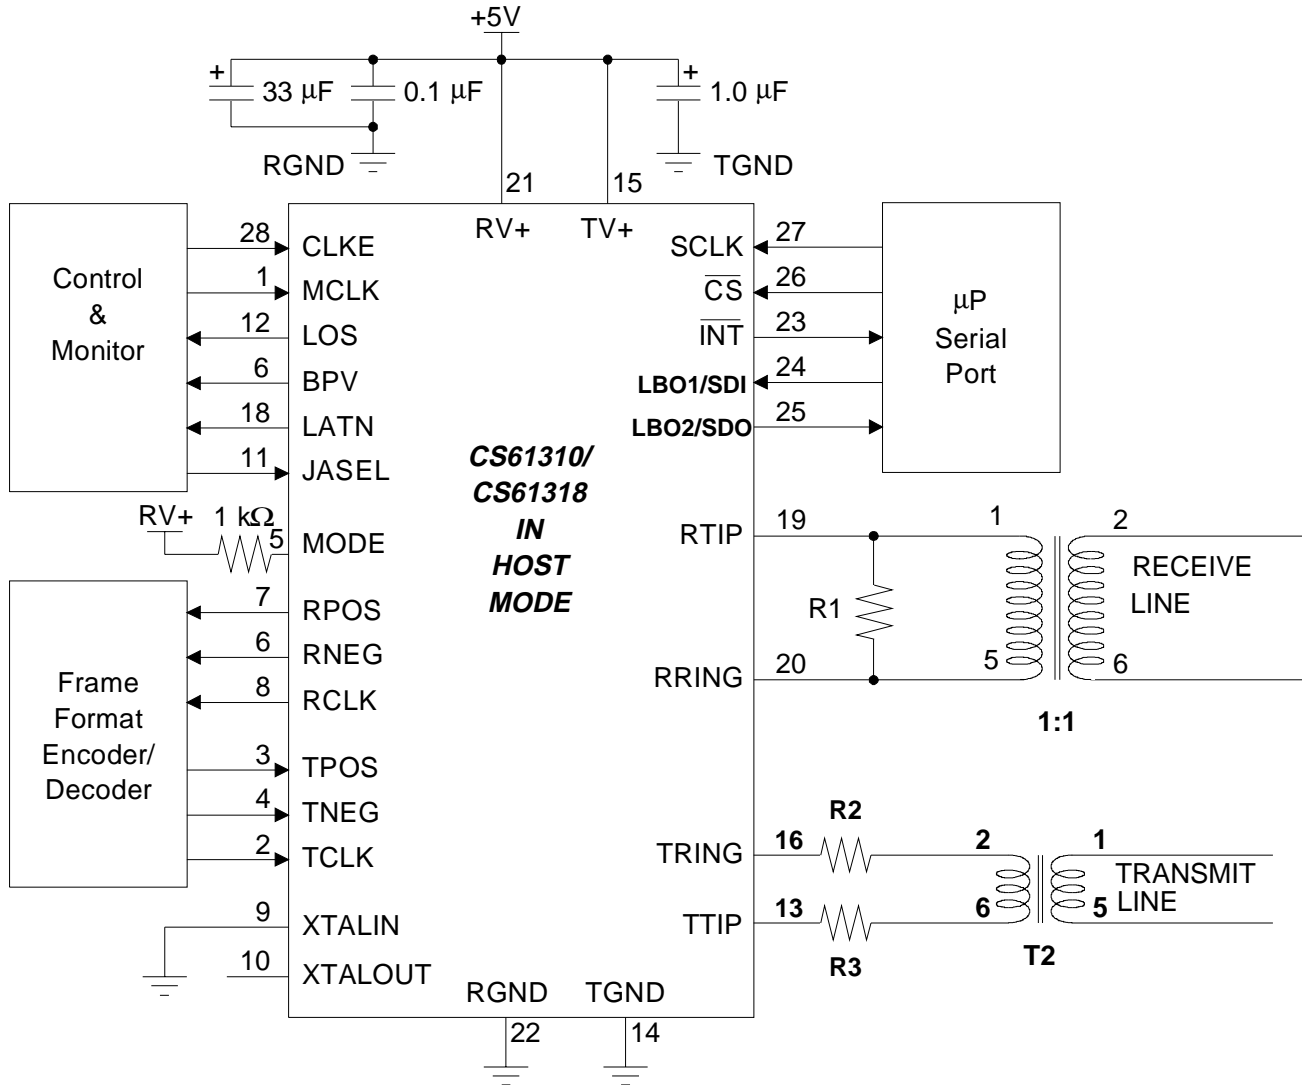 +5V
+ 33 µF
0.1 µF
+ 1.0 µF
RGND
TGND
21
15
RV+
TV+
Control
&
Monitor
28 CLKE
1 MCLK
12 LOS
6 BPV
18 LATN
11 JASEL
RV+
1 kΩ
5 MODE
Frame
Format
Encoder/
Decoder
7 RPOS
6 RNEG
8 RCLK
3 TPOS
4 TNEG
2 TCLK
9 XTALIN
10 XTALOUT
CS61310/
CS61318
IN
HOST
MODE
SCLK 27
CS 26
INT 23
LBO1/SDI 24
LBO2/SDO 25
µP
Serial
Port
RTIP 19
RRING 20
R1
1
2
5
6
RECEIVE
LINE
1:1
TRING 16
TTIP 13
R2
R3
2
1
6
5
TRANSMIT
LINE
T2
RGND
TGND
22
14